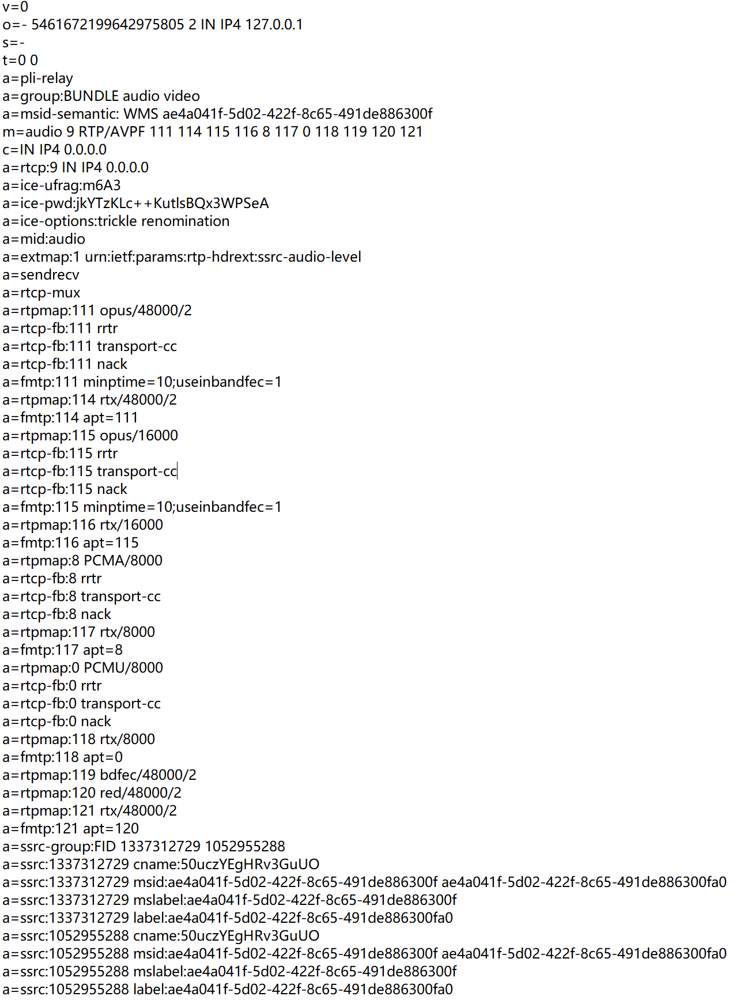 v=0
o=- 5461672199642975805 2 IN IP4 127.0.0.1
s=-
t=0 0
a=pli-relay
a=group:BUNDLE audio video
a=msid-semantic: WMS ae4a041f-5d02-422f-8c65-491de886300f
m=audio 9 RTP/AVPF 111 114 115 116 8 117 0 118 119 120 121
c=IN IP4 0.0.0.0
a=rtcp:9 IN IP4 0.0.0.0
a=ice-ufrag:m6A3
a=ice-pwd:jkYTzKLc++KutlsBQx3WPSeA
a=ice-options:trickle renomination
a=mid:audio
a=extmap:1 urn:ietf:params:rtp-hdrext:ssrc-audio-level
a=sendrecv
a=rtcp-mux
a=rtpmap:111 opus/48000/2
a=rtcp-fb:111 rrtr
a=rtcp-fb:111 transport-cc
a=rtcp-fb:111 nack
a=fmtp:111 minptime=10;useinbandfec=1
a=rtpmap:114 rtx/48000/2
a=fmtp:114 apt=111
a=rtpmap:115 opus/16000
a=rtcp-fb:115 rrtr
a=rtcp-fb:115 transport-cc
a=rtcp-fb:115 nack
a=fmtp:115 minptime=10;useinbandfec=1
a=rtpmap:116 rtx/16000
a=fmtp:116 apt=115
a=rtpmap:8 PCMA/8000
a=rtcp-fb:8 rrtr
a=rtcp-fb:8 transport-cc
a=rtcp-fb:8 nack
a=rtpmap:117 rtx/8000
a=fmtp:117 apt=8
a=rtpmap:0 PCMU/8000
a=rtcp-fb:0 rrtr
a=rtcp-fb:0 transport-cc
a=rtcp-fb:0 nack
a=rtpmap:118 rtx/8000
a=fmtp:118 apt=0
a=rtpmap:119 bdfec/48000/2
a=rtpmap:120 red/48000/2
a=rtpmap:121 rtx/48000/2
a=fmtp:121 apt=120
a=ssrc-group:FID 1337312729 1052955288
a=ssrc:1337312729 cname:50uczYEgHRv3GuUO
a=ssrc:1337312729 msid:ae4a041f-5d02-422f-8c65-491de886300f ae4a041f-5d02-422f-8c65-491de886300fa0
a=ssrc:1337312729 mslabel:ae4a041f-5d02-422f-8c65-491de886300f
a=ssrc:1337312729 label:ae4a041f-5d02-422f-8c65-491de886300fa0
a=ssrc:1052955288 cname:50uczYEgHRv3GuUO
a=ssrc:1052955288 msid:ae4a041f-5d02-422f-8c65-491de886300f ae4a041f-5d02-422f-8c65-491de886300fa0
a=ssrc:1052955288 mslabel:ae4a041f-5d02-422f-8c65-491de886300f
a=ssrc:1052955288 label:ae4a041f-5d02-422f-8c65-491de886300fa0